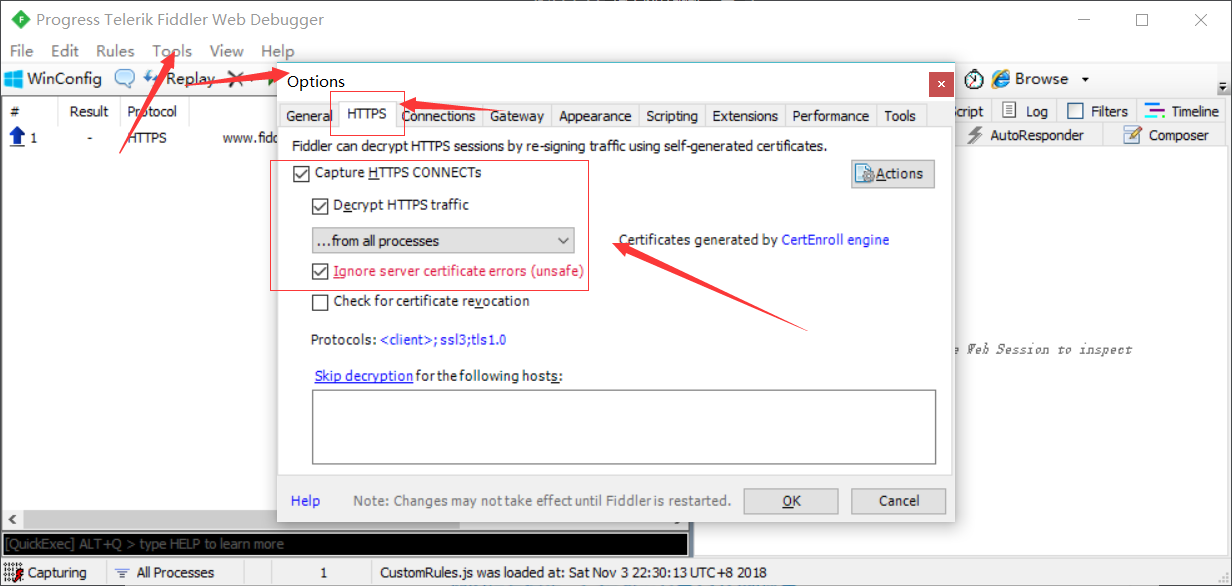 Progress Telerik Fiddler Web Debugger
File Edit Rules Tools View Help
WinConfig Replay Browse
Options
# Result Protocol
Log Filters Timeline
AutoResponder Composer
1 - HTTPS
General HTTPS Connections Gateway Appearance Scripting Extensions Performance Tools
Fiddler can decrypt HTTPS sessions by re-signing traffic using self-generated certificates.
Capture HTTPS CONNECTs
Actions
Decrypt HTTPS traffic
...from all processes
Certificates generated by CertEnroll engine
Ignore server certificate errors (unsafe)
Check for certificate revocation
Protocols: <client>;ssl3;tls1.0
Web Session to inspect
Skip decryption for the following hosts:
Help Note: Changes may not take effect until Fiddler is restarted. OK Cancel
[QuickExec] ALT+Q > type HELP to learn more
Capturing All Processes 1 CustomRules.js was loaded at: Sat Nov 3 22:30:13 UTC+8 2018